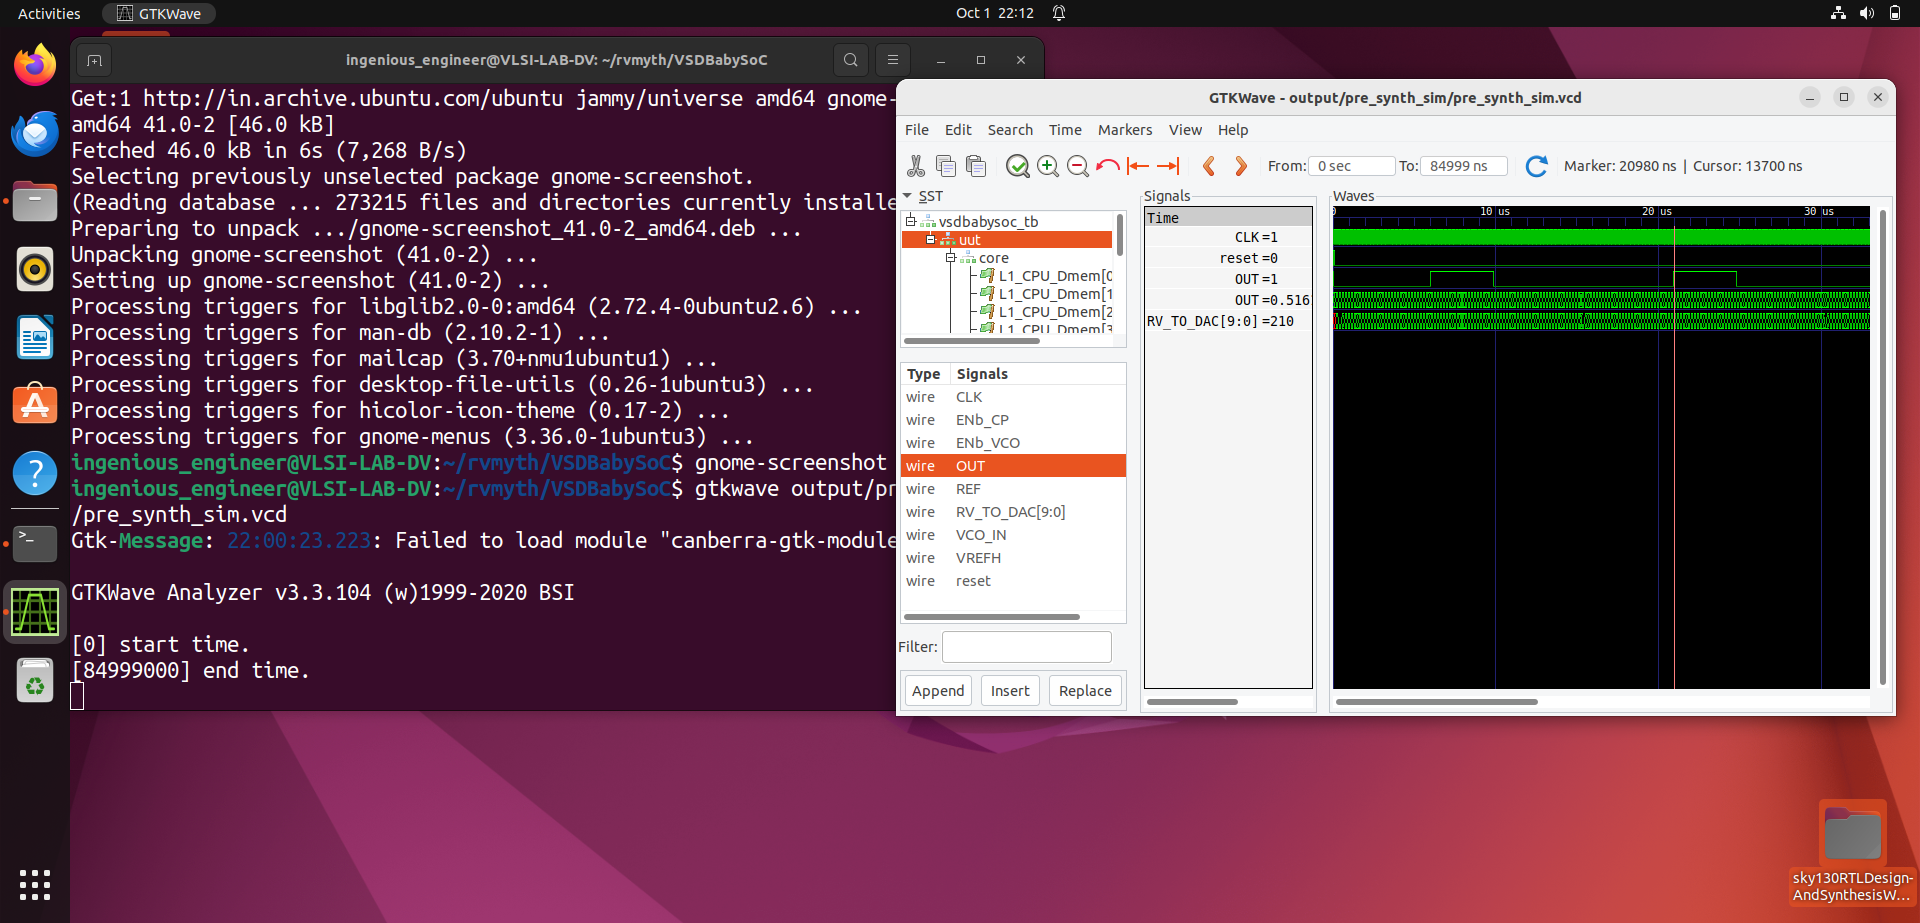 Activities
GTKWave
Oct 1 22:12
ingenious_engineer@VLSI-LAB-DV: ~/rvmyth/VSDBabySoC
Get:1 http://in.archive.ubuntu.com/ubuntu jammy/universe amd64 gnome-
amd64 41.0-2 [46.0 kB]
Fetched 46.0 kB in 6s (7,268 B/s)
Selecting previously unselected package gnome-screenshot.
(Reading database ... 273215 files and directories currently installe
Preparing to unpack .../gnome-screenshot_41.0-2_amd64.deb ...
Unpacking gnome-screenshot (41.0-2) ...
Setting up gnome-screenshot (41.0-2) ...
Processing triggers for libglib2.0-0:amd64 (2.72.4-0ubuntu2.6) ...
Processing triggers for man-db (2.10.2-1) ...
Processing triggers for mailcap (3.70+nmu1ubuntu1) ...
Processing triggers for desktop-file-utils (0.26-1ubuntu3) ...
Processing triggers for hicolor-icon-theme (0.17-2) ...
Processing triggers for gnome-menus (3.36.0-1ubuntu3) ...
ingenious_engineer@VLSI-LAB-DV:~/rvmyth/VSDBabySoC$ gnome-screenshot
ingenious_engineer@VLSI-LAB-DV:~/rvmyth/VSDBabySoC$ gtkwave output/pr
/pre_synth_sim.vcd
Gtk-Message: 22:00:23.223: Failed to load module "canberra-gtk-module
GTKWave Analyzer v3.3.104 (w)1999-2020 BSI
[0] start time.
[84999000] end time.
GTKWave - output/pre_synth_sim/pre_synth_sim.vcd
File Edit Search Time Markers View Help
From: 0 sec To: 84999 ns Marker: 20980 ns | Cursor: 13700 ns
SST
vsdbabysoc_tb
uut
core
L1_CPU_Dmem[0
L1_CPU_Dmem[1
L1_CPU_Dmem[2
L1_CPU_Dmem[3
Type Signals
wire CLK
wire ENb_CP
wire ENb_VCO
wire OUT
wire REF
wire RV_TO_DAC[9:0]
wire VCO_IN
wire VREFH
wire reset
Filter:
Append Insert Replace
Signals
Time
CLK=1
reset=0
OUT=1
OUT=0.516
RV_TO_DAC[9:0]=210
Waves
0 10 us 20 us 30 us
sky130RTLDesign-
AndSynthesisW...